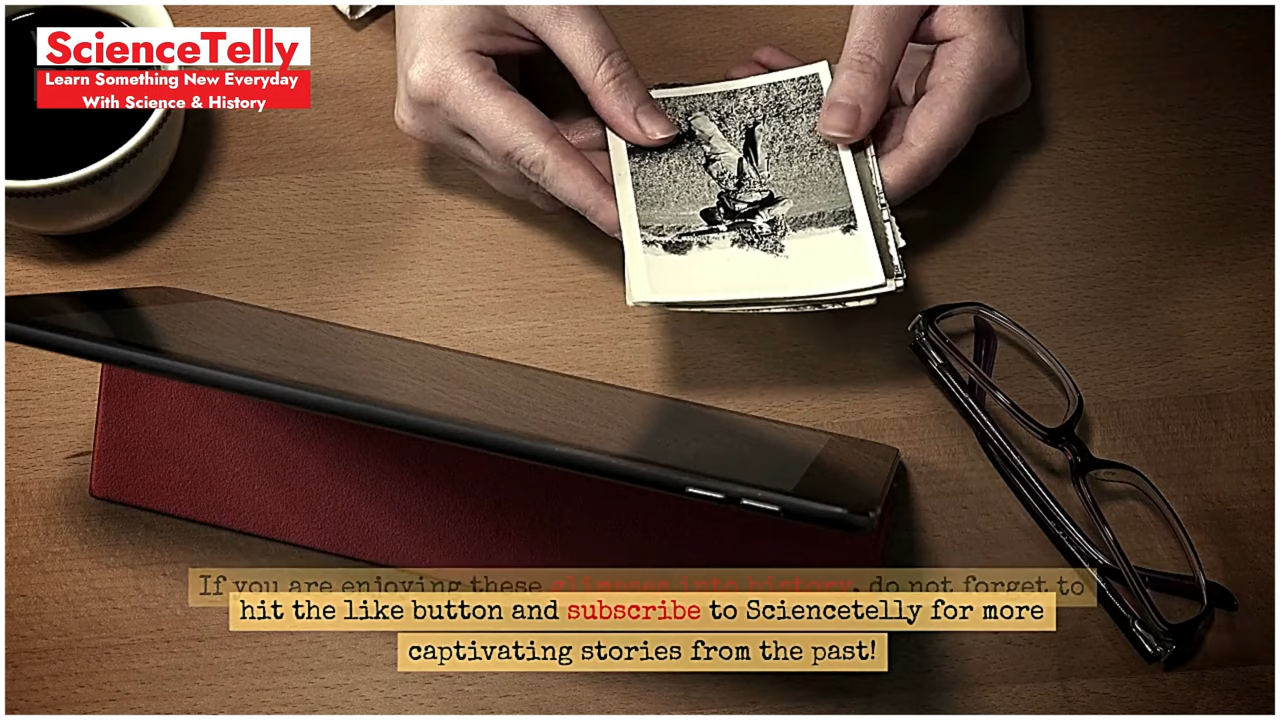 ScienceTelly
Learn Something New Everyday
With Science & History
If you are enjoying these glimpses into history, do not forget to
hit the like button and subscribe to Sciencetelly for more
captivating stories from the past!